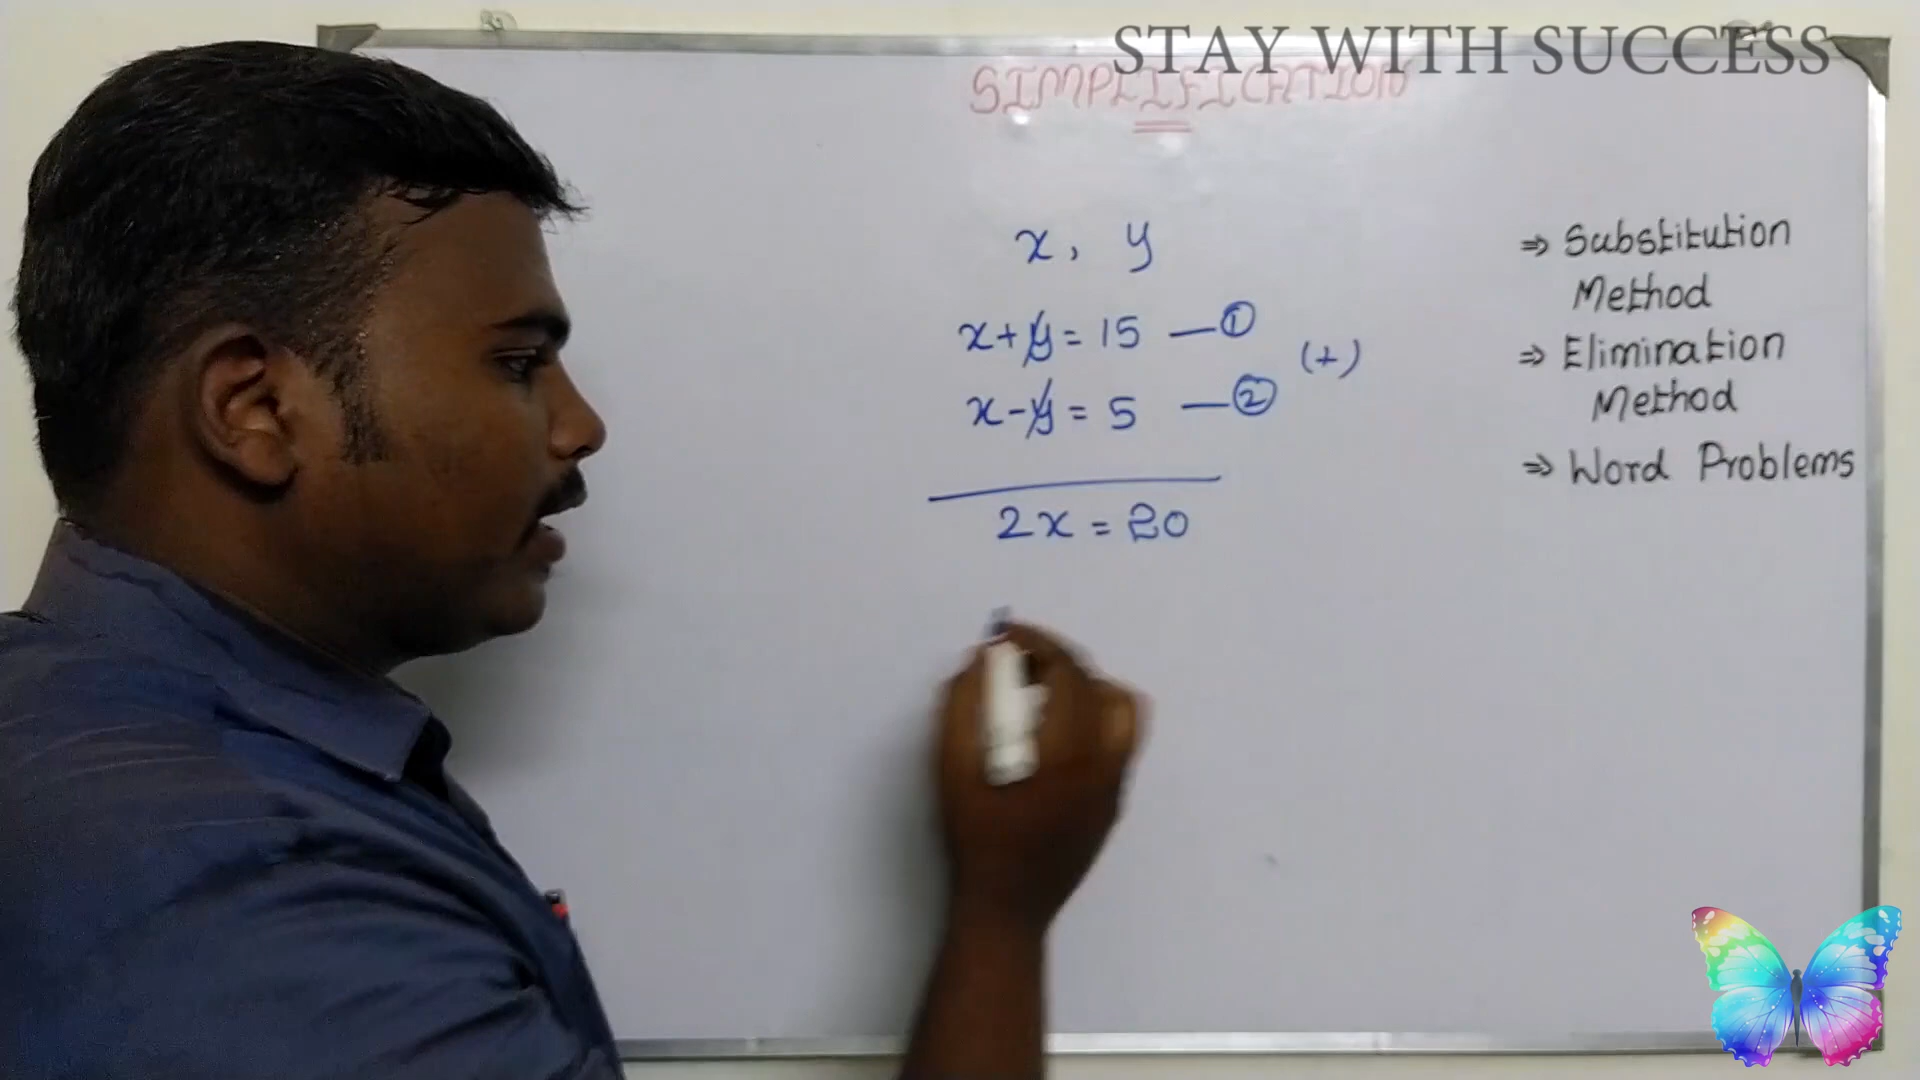 STAY WITH SUCCESS
SIMPLIFICATION
x, y
x+y = 15 — ①
x-y = 5 — ②
(+)
2x = 20
⇒ Substitution
Method
⇒ Elimination
Method
⇒ Word Problems